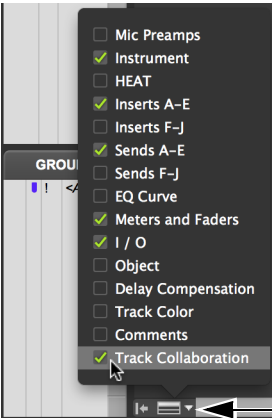 Mic Preamps
Instrument
HEAT
Inserts A–E
Inserts F–J
Sends A–E
Sends F–J
EQ Curve
Meters and Faders
I / O
Object
Delay Compensation
Track Color
Comments
Track Collaboration
GROU
! <A